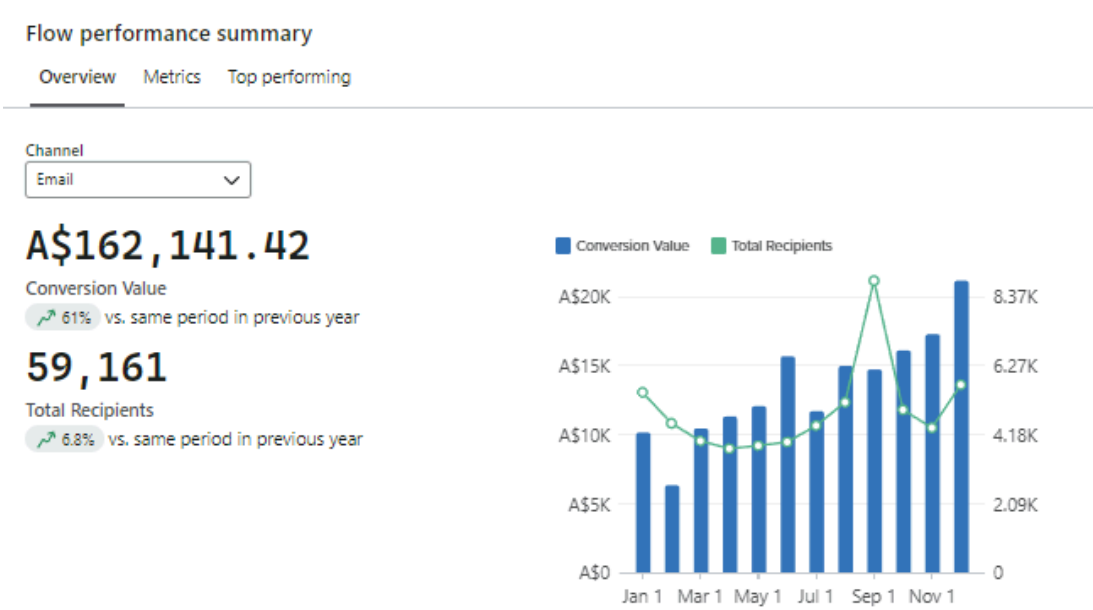 Flow performance summary
Overview Metrics Top performing
Channel
Email
A$162,141.42
Conversion Value
61% vs. same period in previous year
59,161
Total Recipients
6.8% vs. same period in previous year
Conversion Value Total Recipients
A$20K 8.37K
A$15K 6.27K
A$10K 4.18K
A$5K 2.09K
A$0 0
Jan 1 Mar 1 May 1 Jul 1 Sep 1 Nov 1